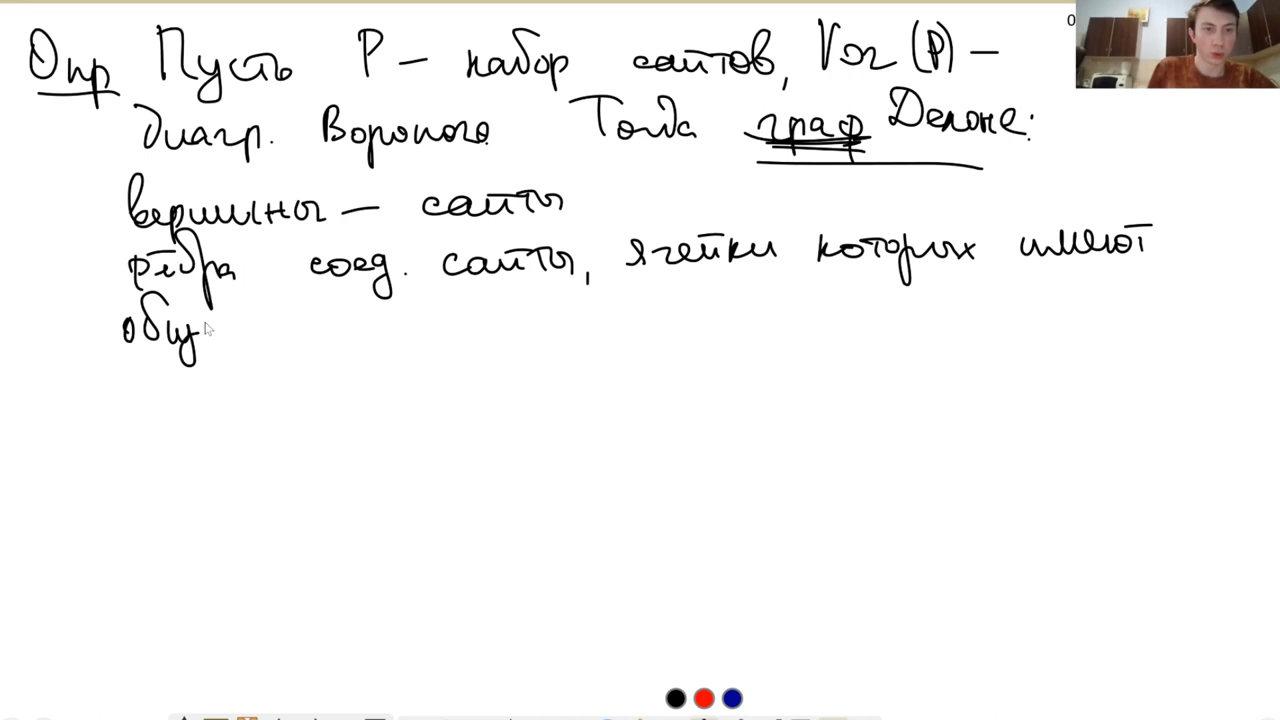 Опр Пусть P – набор сайтов, Vor (P) –
диагр. Вороного Тогда граф Делоне:
вершины – сайты
рёбра соед. сайты, ячейки которых имеют
общ
0